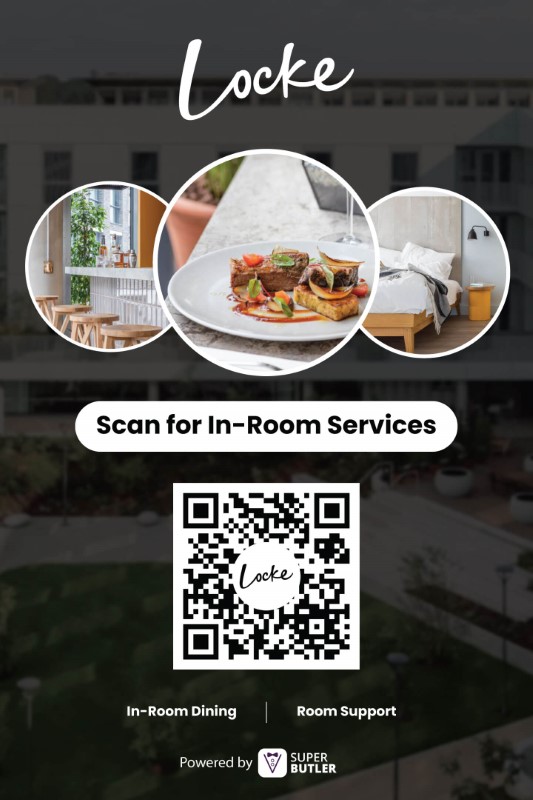 Locke
Scan for In-Room Services
Locke
In-Room Dining | Room Support
Powered by SUPER
BUTLER